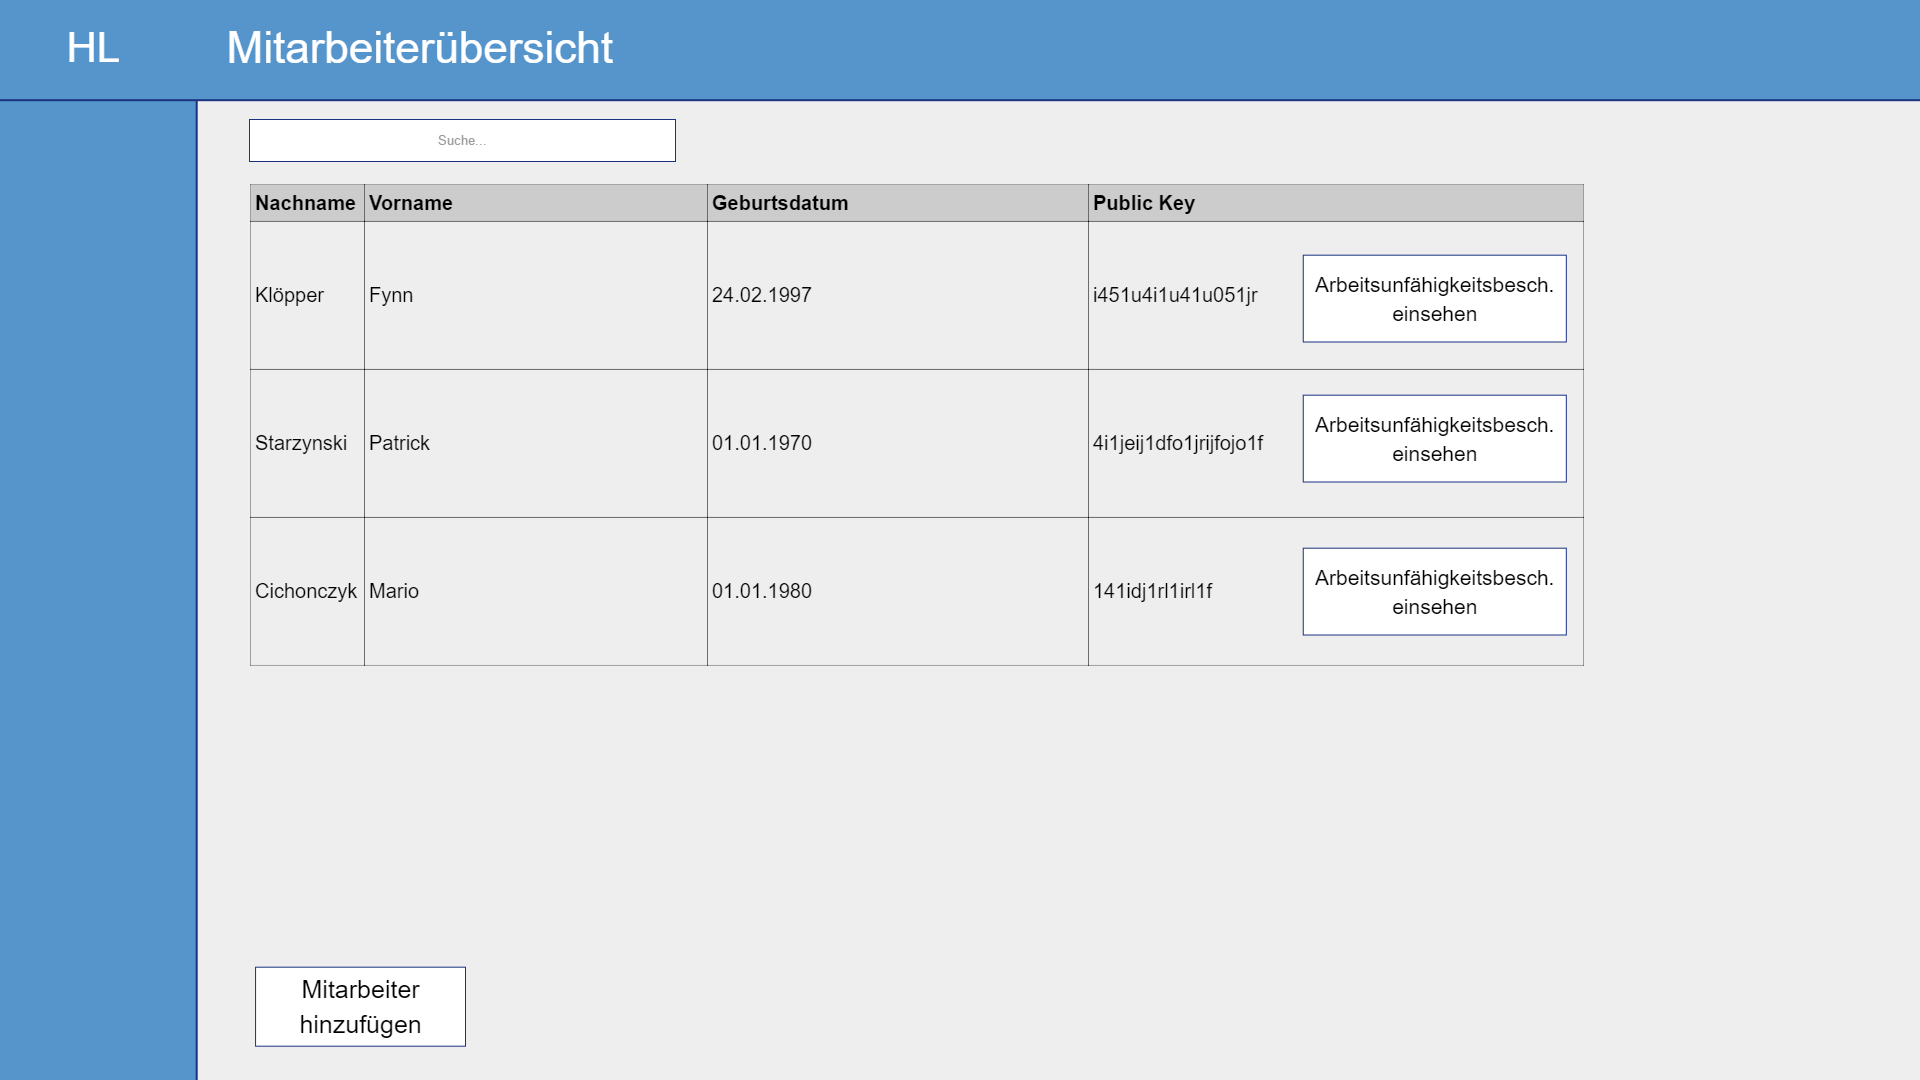 HL
Mitarbeiterübersicht
Suche...
Nachname Vorname Geburtsdatum Public Key
Klöpper Fynn 24.02.1997 i451u4i1u41u051jr
Arbeitsunfähigkeitsbesch.
einsehen
Starzynski Patrick 01.01.1970 4i1jeij1dfo1jrijfojo1f
Arbeitsunfähigkeitsbesch.
einsehen
Cichonczyk Mario 01.01.1980 141idj1rl1irl1f
Arbeitsunfähigkeitsbesch.
einsehen
Mitarbeiter
hinzufügen